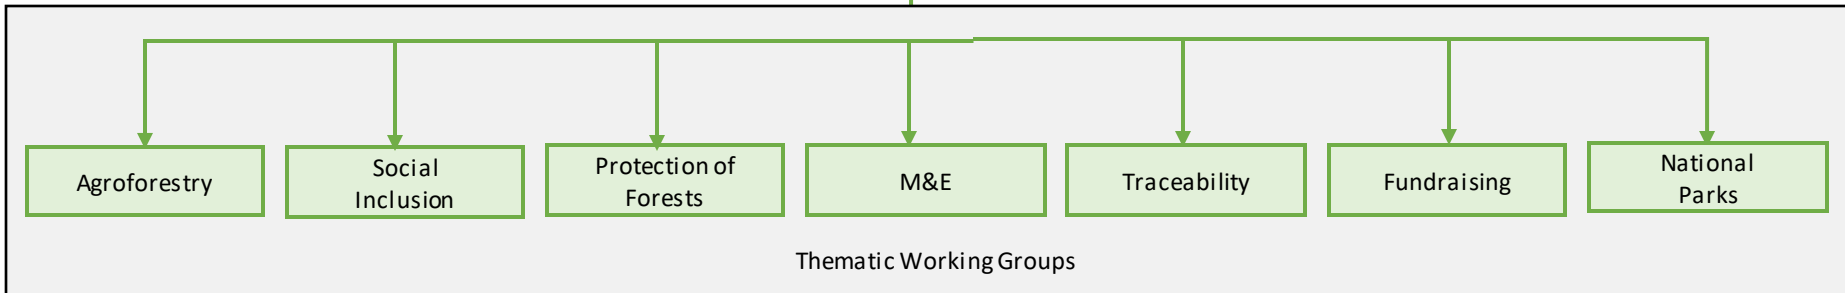 Agroforestry
Social
Inclusion
Protection of
Forests
M&E
Traceability
Fundraising
National
Parks
Thematic Working Groups